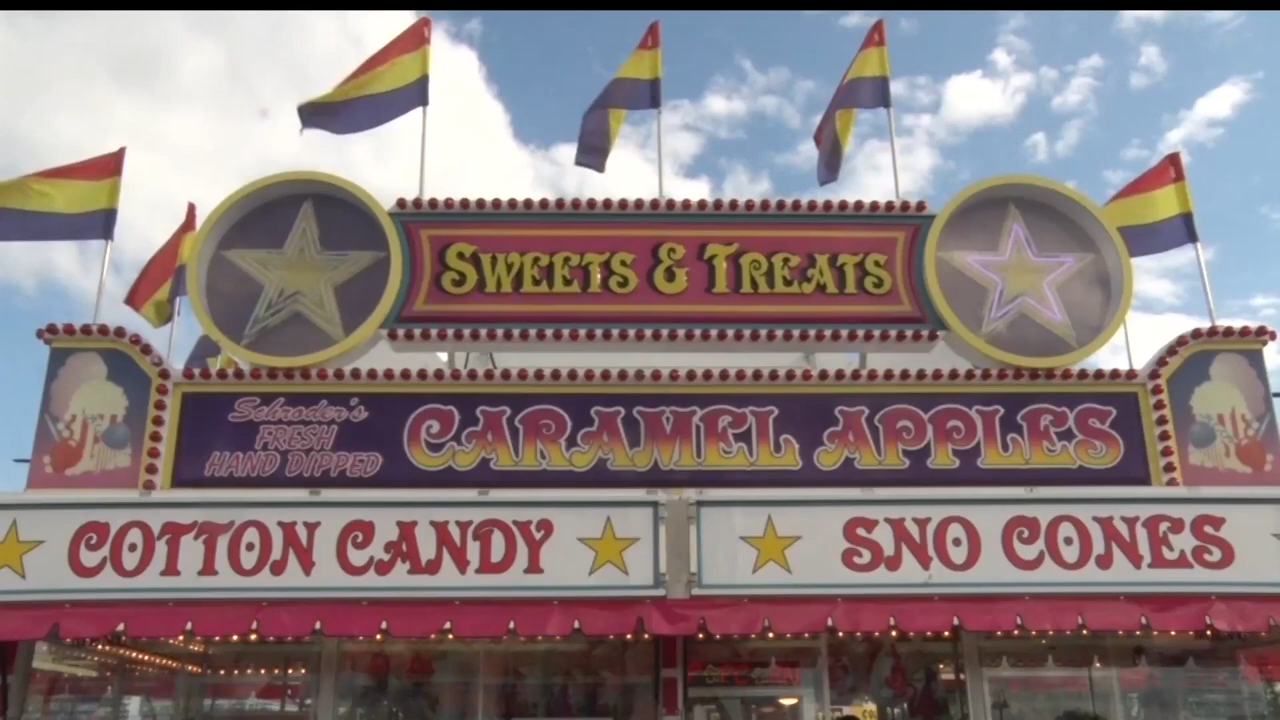 SWEETS & TREATS
Schroder's
FRESH
HAND DIPPED
CARAMEL APPLES
COTTON CANDY
SNO CONES